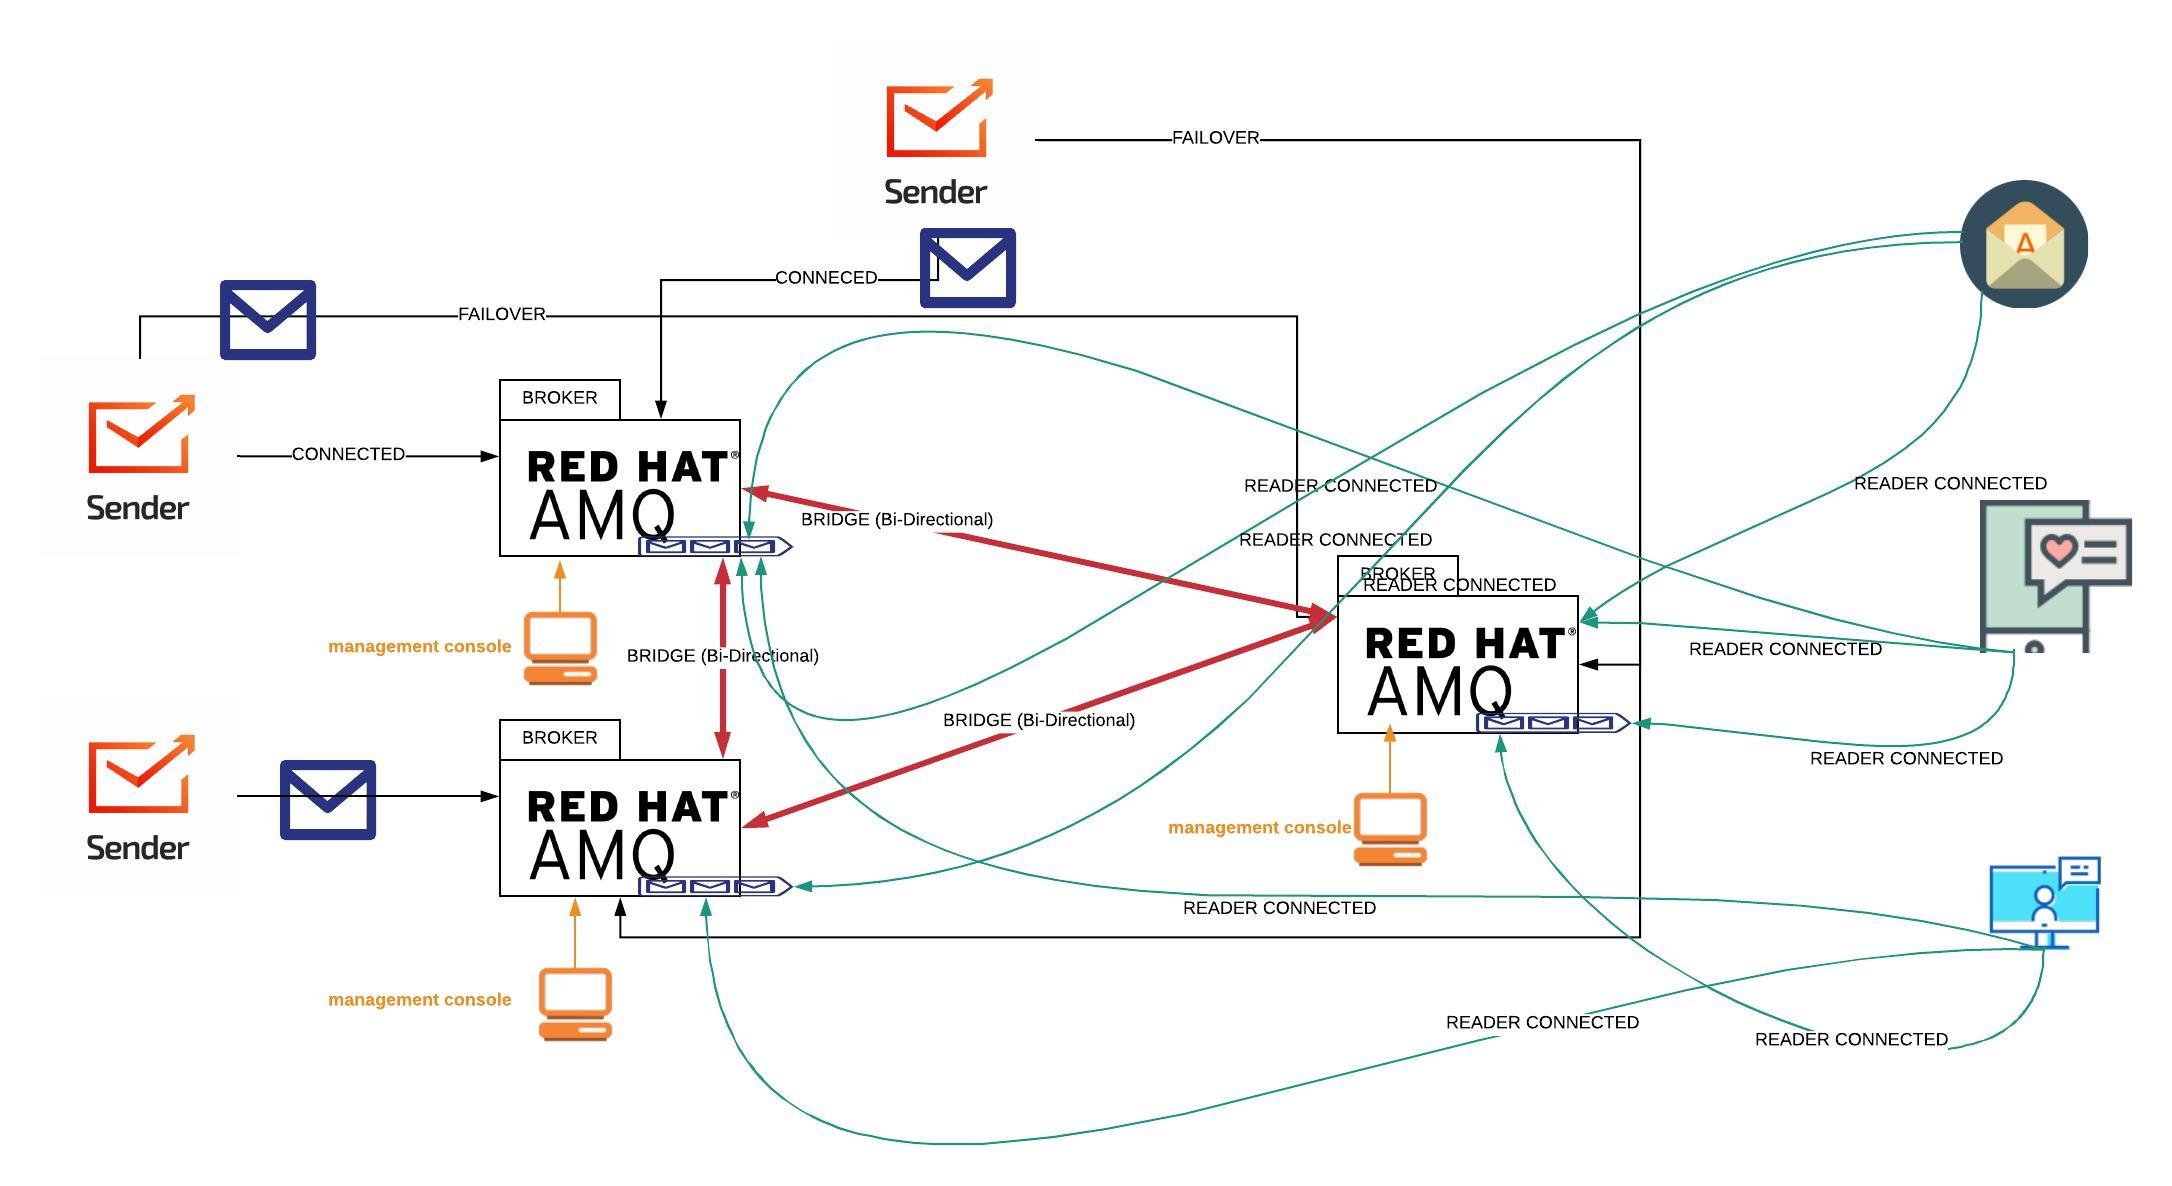 Sender
FAILOVER
CONNECED
FAILOVER
BROKER
CONNECTED
RED HAT®
AMQ
Sender
READER CONNECTED
READER CONNECTED
BRIDGE (Bi-Directional)
READER CONNECTED
BROKER
READER CONNECTED
RED HAT®
AMQ
READER CONNECTED
management console
BRIDGE (Bi-Directional)
BRIDGE (Bi-Directional)
BROKER
READER CONNECTED
RED HAT®
AMQ
management console
Sender
READER CONNECTED
management console
READER CONNECTED
READER CONNECTED